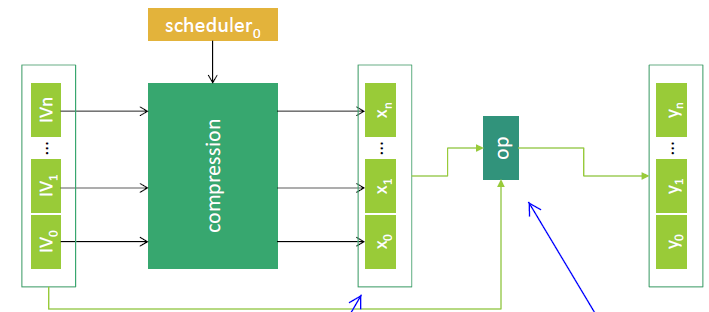 scheduler₀
IVn
...
IV₁
IV₀
compression
xₙ
...
x₁
x₀
op
yₙ
...
y₁
y₀